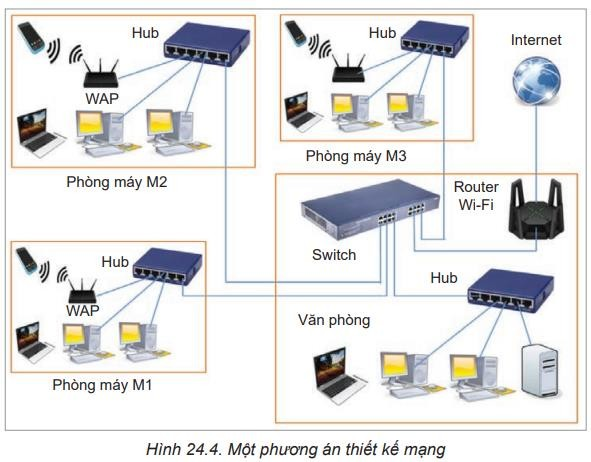 Hub
WAP
Phòng máy M2
Hub
Phòng máy M3
Internet
Router
Wi-Fi
Switch
Hub
Văn phòng
Hub
WAP
Phòng máy M1
Hình 24.4. Một phương án thiết kế mạng